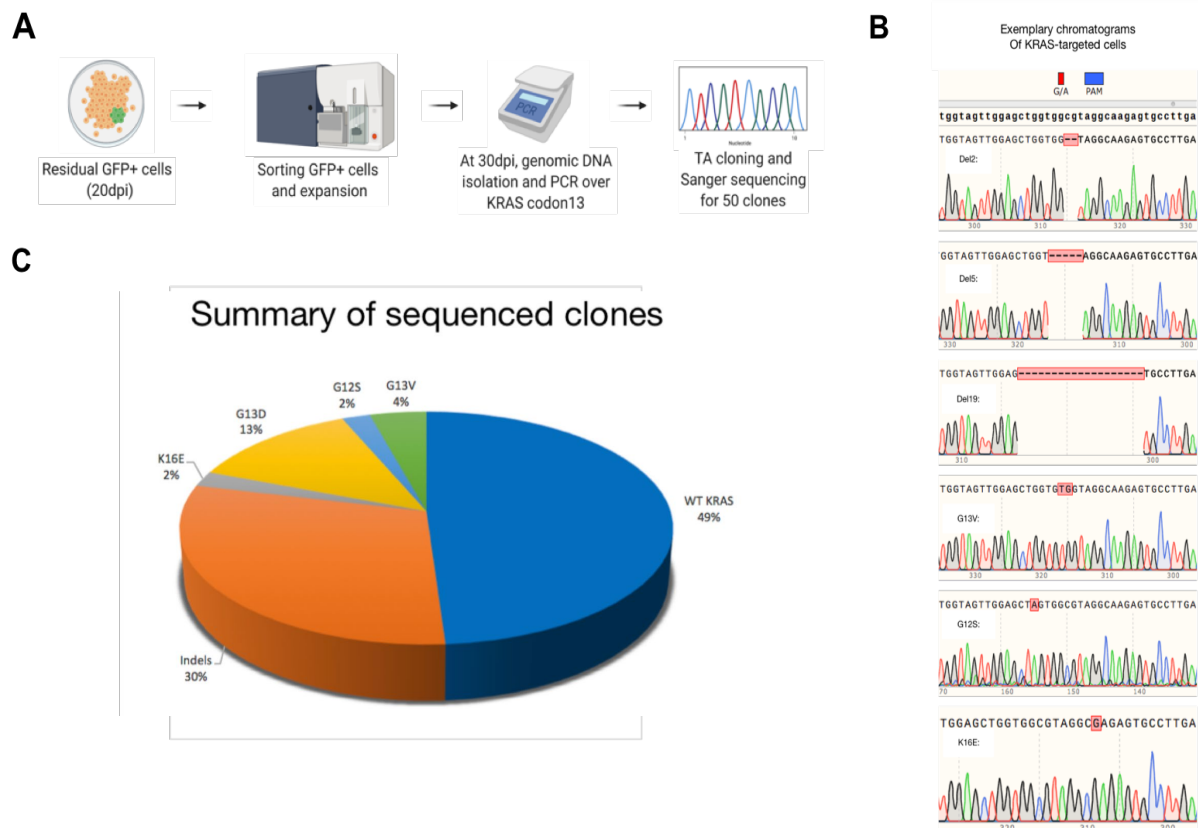 A
Residual GFP+ cells
(20dpi)
Sorting GFP+ cells
and expansion
PCR
At 30dpi, genomic DNA
isolation and PCR over
KRAS codon13
1
10
Nucleotide
TA cloning and
Sanger sequencing
for 50 clones
B
Exemplary chromatograms
Of KRAS-targeted cells
G/A PAM
tggtagttggagctggtggcgtaggcaagagtgccttga
TGGTAGTTGGAGCTGGTGG--TAGGCAAGAGTGCCTTGA
Del2:
300 310 320 330
GGTAGTTGGAGCTGGT-----AGGCAAGAGTGCCTTGA
Del5:
330 320 310 300
TGGTAGTTGGAG-------------------TGCCTTGA
Del19:
310 300
TGGTAGTTGGAGCTGGTGTGGTAGGCAAGAGTGCCTTGA
G13V:
330 320 310 300
TGGTAGTTGGAGCTAGTGGCGTAGGCAAGAGTGCCTTGA
G12S:
70 160 150 140
TGGAGCTGGTGGCGTAGGCGAGAGTGCCTTGA
K16E:
C
Summary of sequenced clones
G12S
2%
G13V
4%
G13D
13%
K16E
2%
WT KRAS
49%
Indels
30%